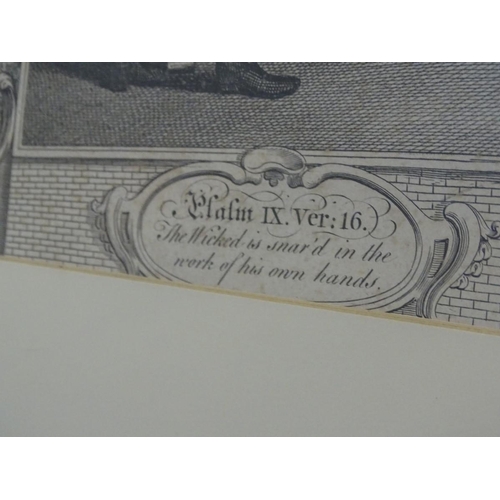 Psalm IX. Ver: 16.
The Wicked is snar'd in the
work of his own hands.